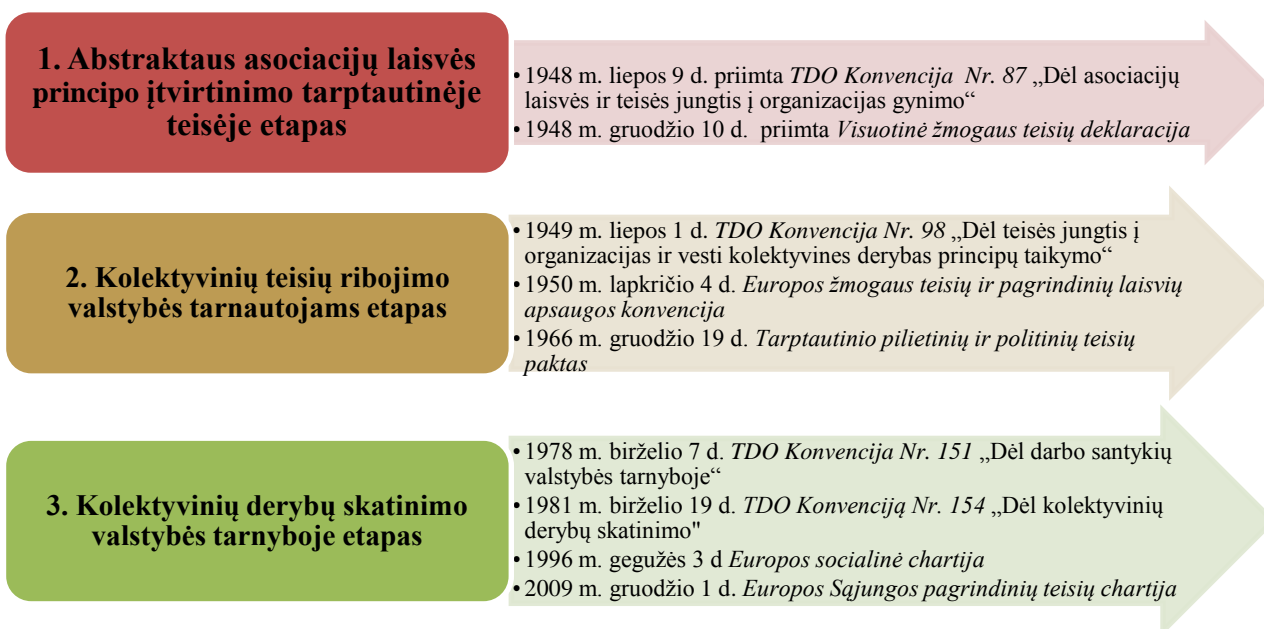 1. Abstraktaus asociacijų laisvės
principo įtvirtinimo tarptautinėje
teisėje etapas
• 1948 m. liepos 9 d. priimta TDO Konvencija Nr. 87 „Dėl asociacijų
laisvės ir teisės jungtis į organizacijas gynimo“
• 1948 m. gruodžio 10 d. priimta Visuotinė žmogaus teisių deklaracija
2. Kolektyvinių teisių ribojimo
valstybės tarnautojams etapas
• 1949 m. liepos 1 d. TDO Konvencija Nr. 98 „Dėl teisės jungtis į
organizacijas ir vesti kolektyvines derybas principų taikymo“
• 1950 m. lapkričio 4 d. Europos žmogaus teisių ir pagrindinių laisvių
apsaugos konvencija
• 1966 m. gruodžio 19 d. Tarptautinio pilietinių ir politinių teisių
paktas
3. Kolektyvinių derybų skatinimo
valstybės tarnyboje etapas
• 1978 m. birželio 7 d. TDO Konvencija Nr. 151 „Dėl darbo santykių
valstybės tarnyboje“
• 1981 m. birželio 19 d. TDO Konvenciją Nr. 154 „Dėl kolektyvinių
derybų skatinimo"
• 1996 m. gegužės 3 d Europos socialinė chartija
• 2009 m. gruodžio 1 d. Europos Sąjungos pagrindinių teisių chartija